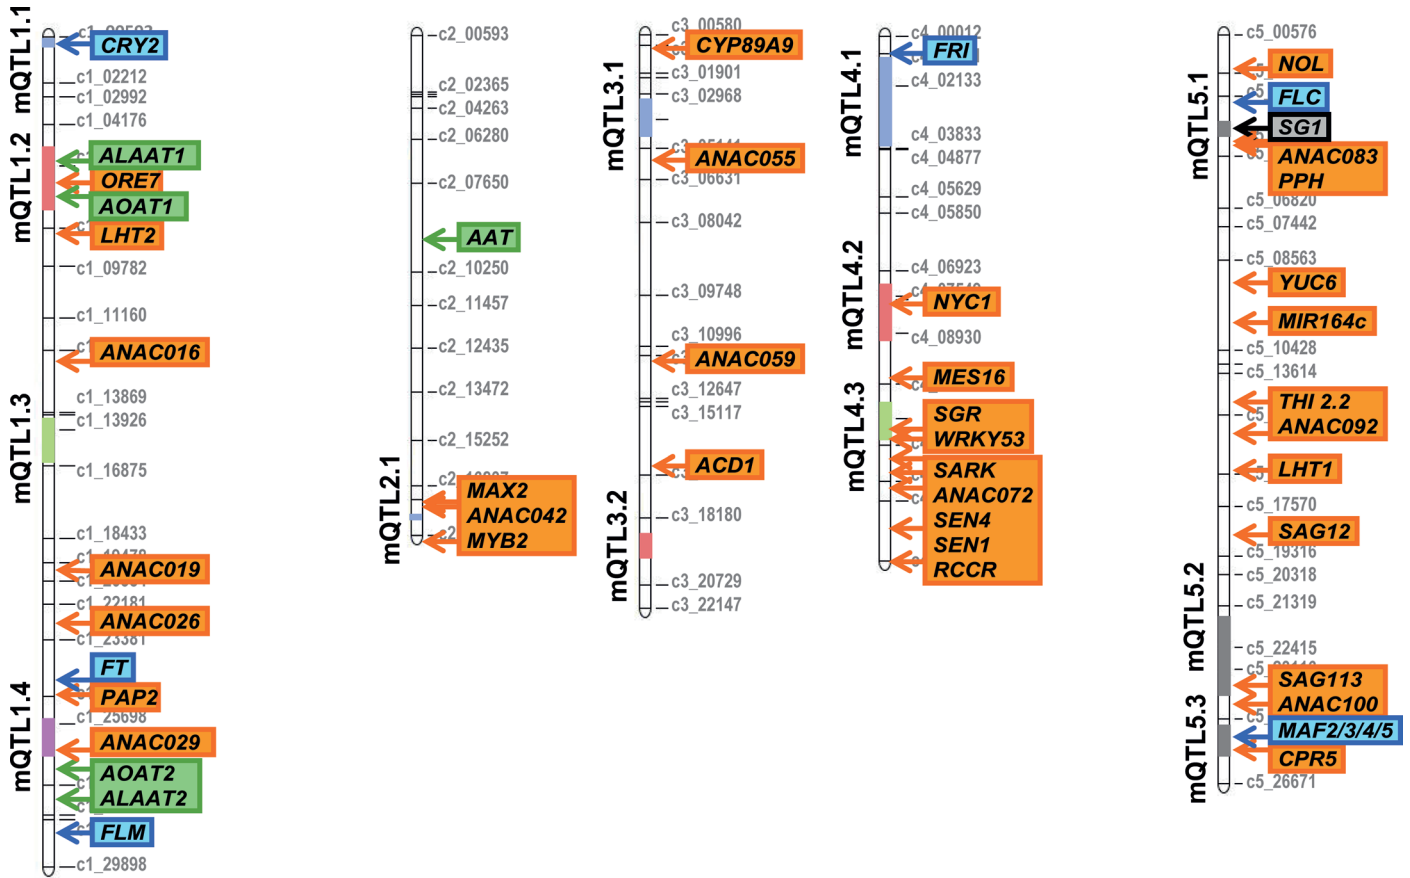 mQTL1.1
CRY2
c1_02212
c1_02992
c1_04176
mQTL1.2
ALAAT1
ORE7
AOAT1
LHT2
c1_09782
c1_11160
ANAC016
c1_13869
mQTL1.3
c1_13926
c1_16875
c1_18433
ANAC019
c1_22181
ANAC026
c1_23381
FT
PAP2
mQTL1.4
c1_25698
ANAC029
AOAT2
ALAAT2
FLM
c1_29898
c2_00593
c2_02365
c2_04263
c2_06280
c2_07650
AAT
c2_10250
c2_11457
c2_12435
c2_13472
c2_15252
mQTL2.1
MAX2
ANAC042
MYB2
c3_00580
CYP89A9
c3_01901
mQTL3.1
c3_02968
ANAC055
c3_06631
c3_08042
c3_09748
c3_10996
ANAC059
c3_12647
c3_15117
ACD1
c3_18180
mQTL3.2
c3_20729
c3_22147
c4_00012
FRI
mQTL4.1
c4_02133
c4_03833
c4_04877
c4_05629
c4_05850
mQTL4.2
c4_06923
NYC1
c4_08930
MES16
mQTL4.3
SGR
WRKY53
SARK
ANAC072
SEN4
SEN1
RCCR
c5_00576
NOL
mQTL5.1
FLC
SG1
ANAC083
PPH
c5_06820
c5_07442
c5_08563
YUC6
MIR164c
c5_10428
c5_13614
THI 2.2
ANAC092
LHT1
c5_17570
SAG12
c5_19316
c5_20318
mQTL5.2
c5_21319
c5_22415
SAG113
ANAC100
mQTL5.3
MAF2/3/4/5
CPR5
c5_26671